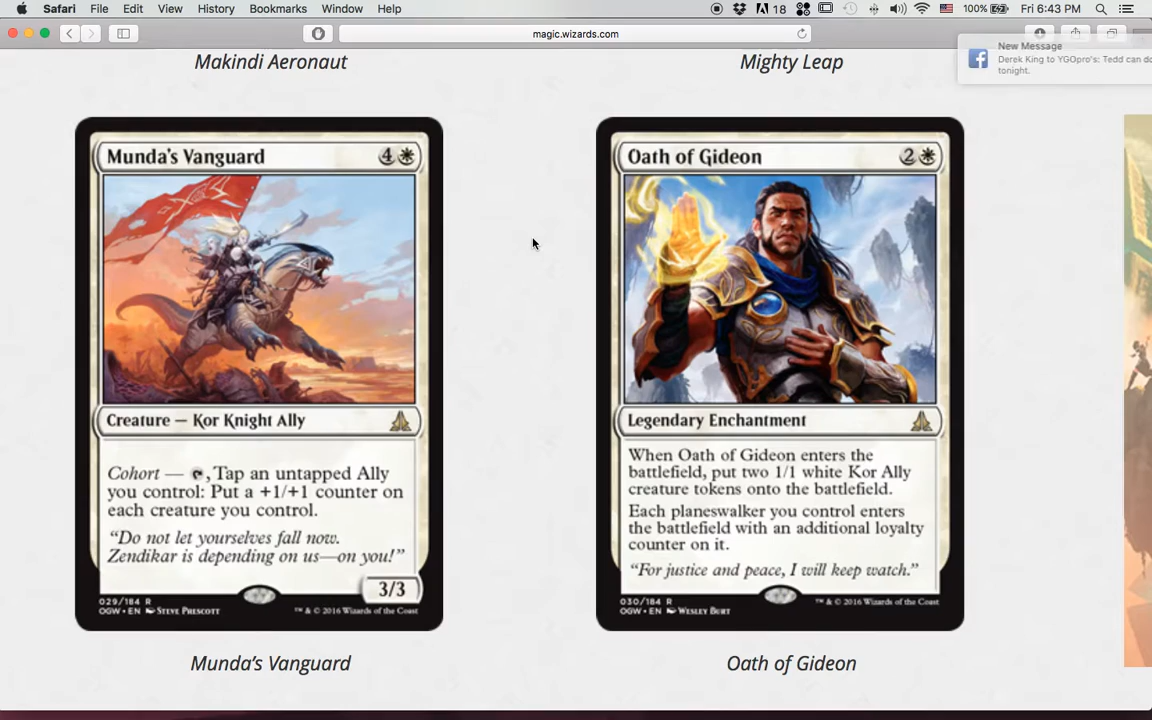 Safari File Edit View History Bookmarks Window Help
18
100%
Fri 6:43 PM
magic.wizards.com
New Message
Derek King to YGOpro's: Tedd can do
tonight.
Makindi Aeronaut
Mighty Leap
Munda's Vanguard 4
Creature — Kor Knight Ally
Cohort — , Tap an untapped Ally
you control: Put a +1/+1 counter on
each creature you control.
"Do not let yourselves fall now.
Zendikar is depending on us—on you!"
3/3
029/184 R
OGW • EN STEVE PRESCOTT
™ & © 2016 Wizards of the Coast
Munda's Vanguard
Oath of Gideon 2
Legendary Enchantment
When Oath of Gideon enters the
battlefield, put two 1/1 white Kor Ally
creature tokens onto the battlefield.
Each planeswalker you control enters
the battlefield with an additional loyalty
counter on it.
"For justice and peace, I will keep watch."
030/184 R
OGW • EN WESLEY BURT
™ & © 2016 Wizards of the Coast
Oath of Gideon